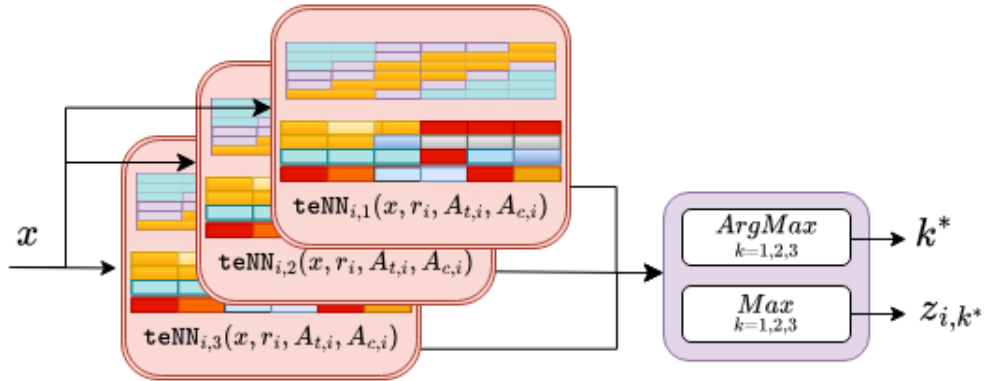 x
teNN_{i,1}(x, r_i, A_{t,i}, A_{c,i})
teNN_{i,2}(x, r_i, A_{t,i}, A_{c,i})
teNN_{i,3}(x, r_i, A_{t,i}, A_{c,i})
ArgMax
k=1,2,3
k^*
Max
k=1,2,3
z_{i,k^*}